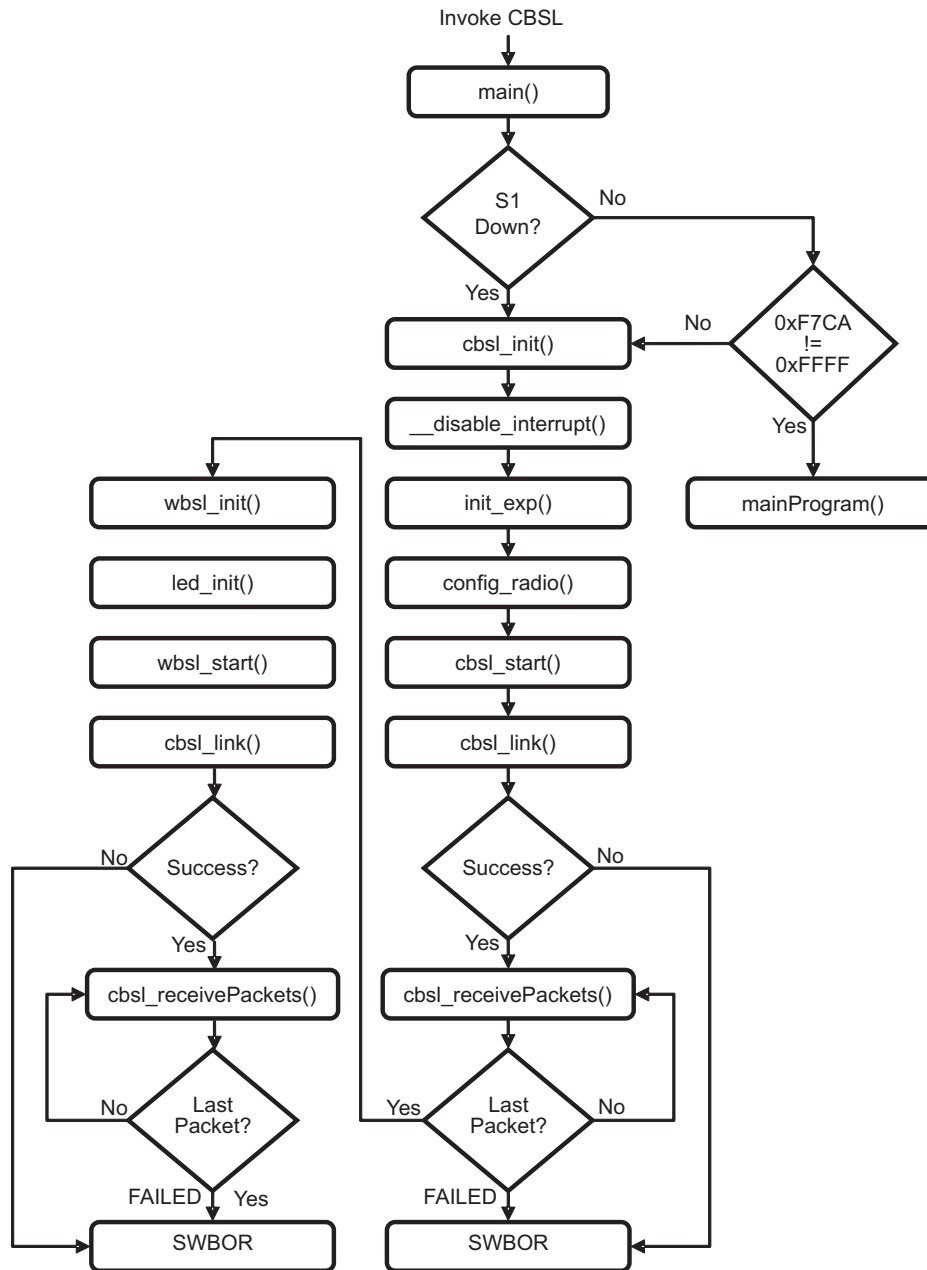 Invoke CBSL
main()
S1
Down?
No
Yes
0xF7CA
!=
0xFFFF
No
Yes
mainProgram()
cbsl_init()
__disable_interrupt()
init_exp()
config_radio()
cbsl_start()
cbsl_link()
Success?
No
Yes
cbsl_receivePackets()
Last
Packet?
Yes
No
FAILED
SWBOR
wbsl_init()
led_init()
wbsl_start()
cbsl_link()
Success?
No
Yes
cbsl_receivePackets()
Last
Packet?
No
FAILED
Yes
SWBOR